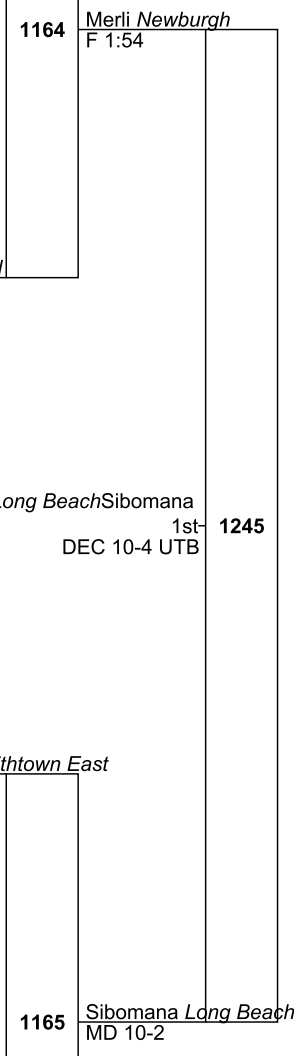 Merli Newburgh
1164
F 1:54
Long BeachSibomana
1st
1245
DEC 10-4 UTB
East
Sibomana Long Beach
1165
MD 10-2